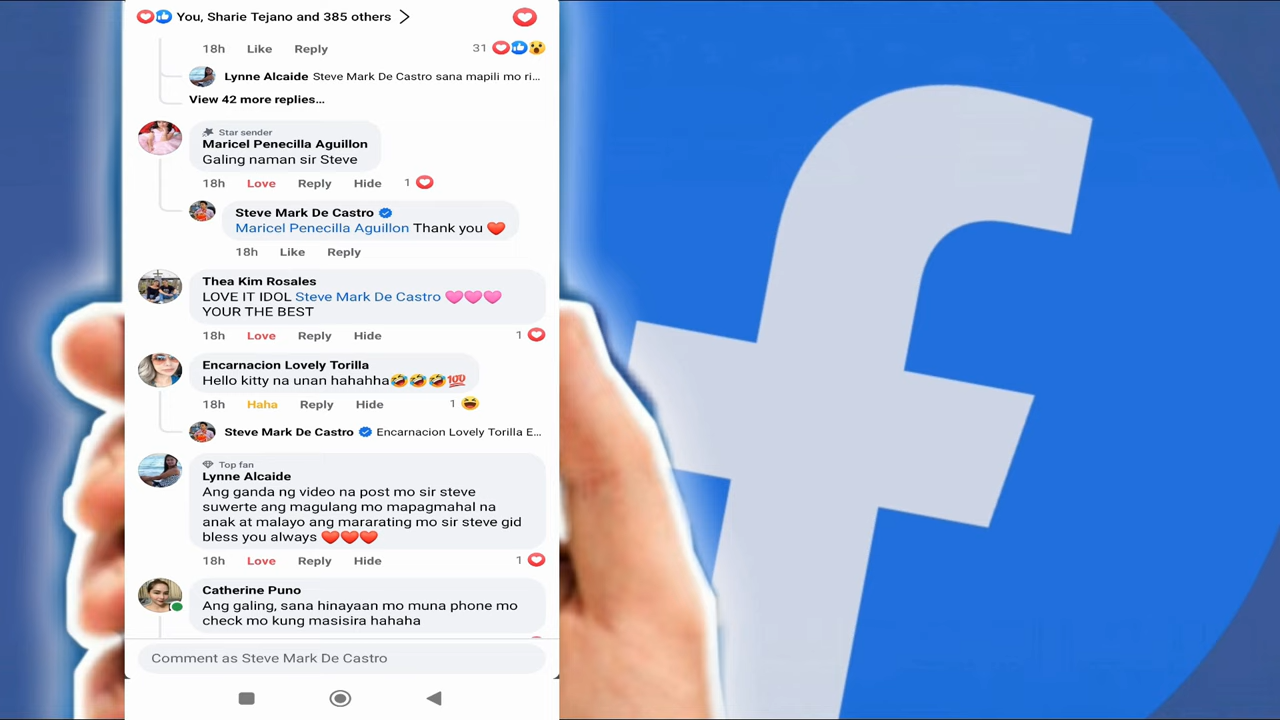 You, Sharie Tejano and 385 others
18h Like Reply 31
Lynne Alcaide Steve Mark De Castro sana mapili mo ri...
View 42 more replies...
Star sender
Maricel Penecilla Aguillon
Galing naman sir Steve
18h Love Reply Hide 1
Steve Mark De Castro
Maricel Penecilla Aguillon Thank you ❤️
18h Like Reply
Thea Kim Rosales
LOVE IT IDOL Steve Mark De Castro 🩷🩷🩷
YOUR THE BEST
18h Love Reply Hide 1
Encarnacion Lovely Torilla
Hello kitty na unan hahahha🤣🤣🤣💯
18h Haha Reply Hide 1
Steve Mark De Castro Encarnacion Lovely Torilla E...
Top fan
Lynne Alcaide
Ang ganda ng video na post mo sir steve
suwerte ang magulang mo mapagmahal na
anak at malayo ang mararating mo sir steve gid
bless you always ❤️❤️❤️
18h Love Reply Hide 1
Catherine Puno
Ang galing, sana hinayaan mo muna phone mo
check mo kung masisira hahaha
Comment as Steve Mark De Castro